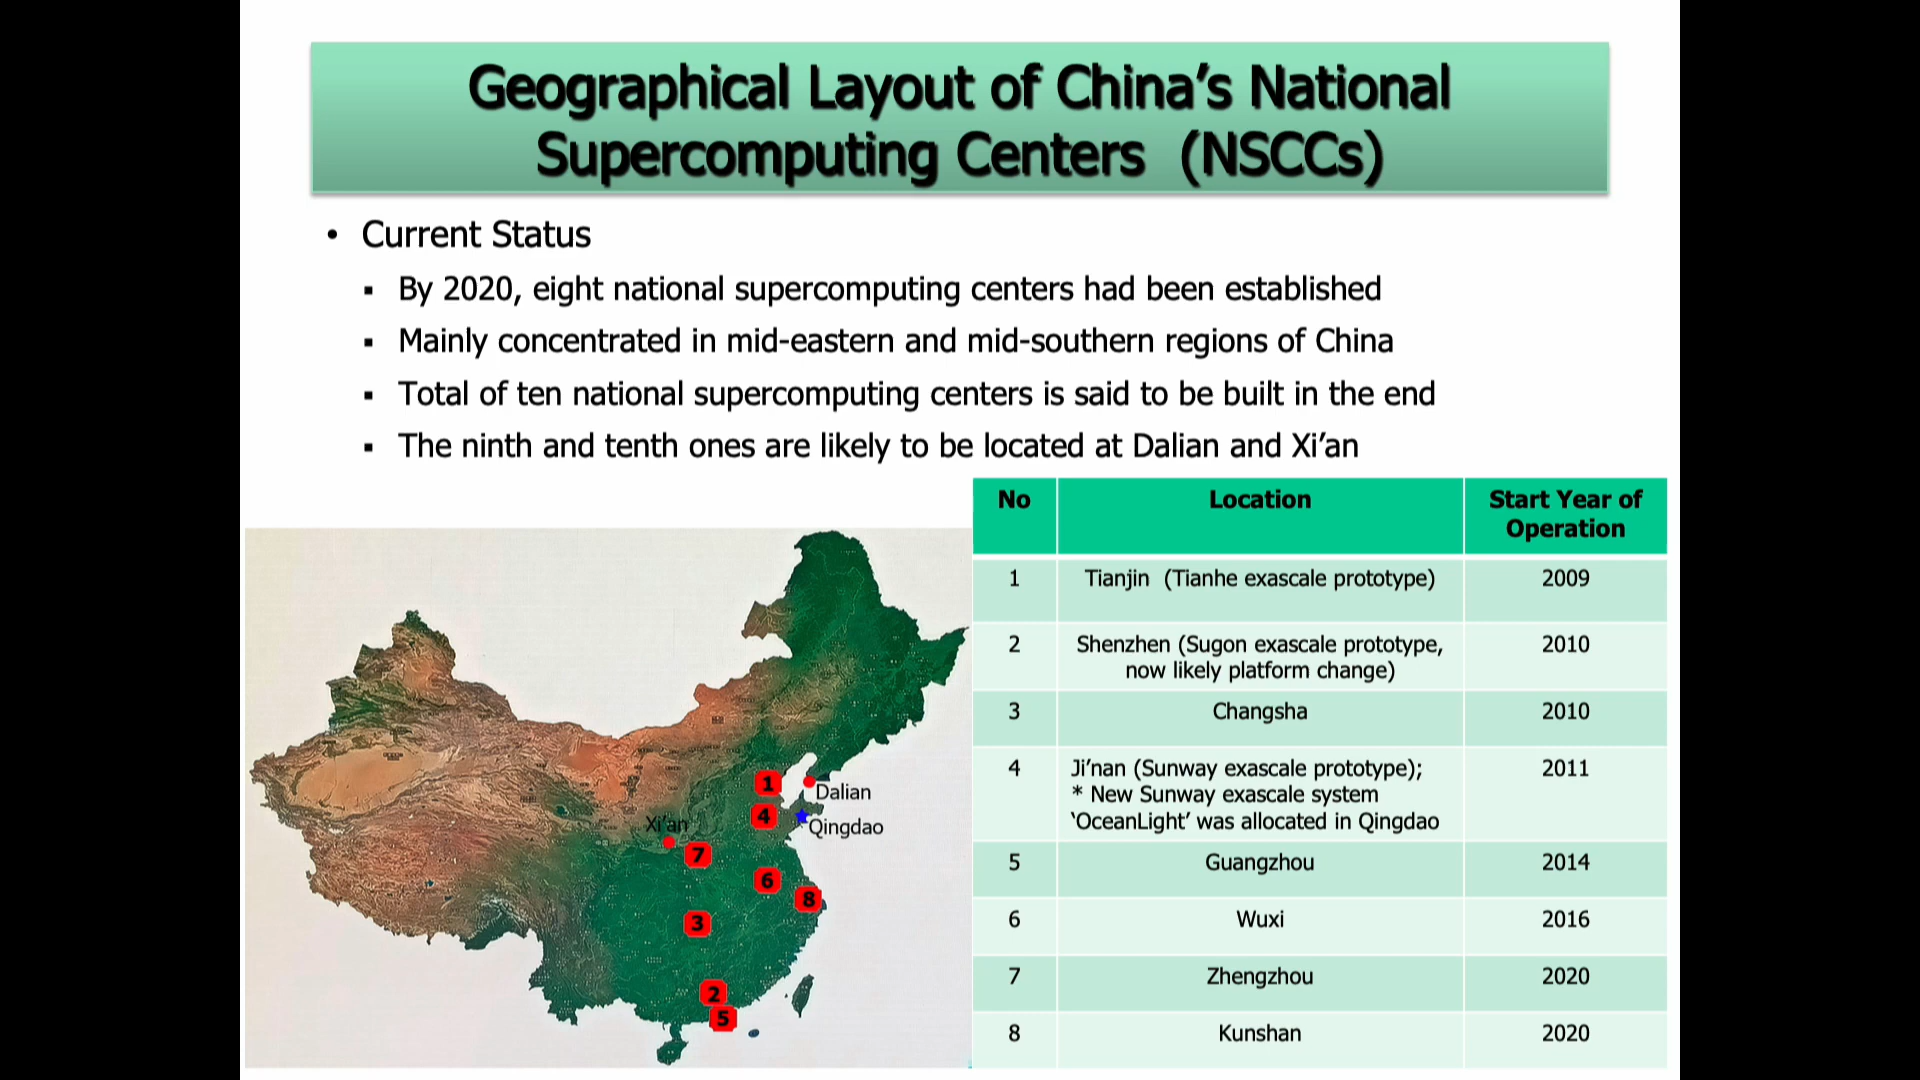 Geographical Layout of China’s National
Supercomputing Centers  (NSCCs)
• Current Status
▪ By 2020, eight national supercomputing centers had been established
▪ Mainly concentrated in mid-eastern and mid-southern regions of China
▪ Total of ten national supercomputing centers is said to be built in the end
▪ The ninth and tenth ones are likely to be located at Dalian and Xi’an
1
Dalian
4
Qingdao
Xi’an
7
6
8
3
2
5
No Location Start Year of
Operation
1 Tianjin  (Tianhe exascale prototype) 2009
2 Shenzhen (Sugon exascale prototype, 2010
now likely platform change)
3 Changsha 2010
4 Ji’nan (Sunway exascale prototype); 2011
* New Sunway exascale system
‘OceanLight’ was allocated in Qingdao
5 Guangzhou 2014
6 Wuxi 2016
7 Zhengzhou 2020
8 Kunshan 2020